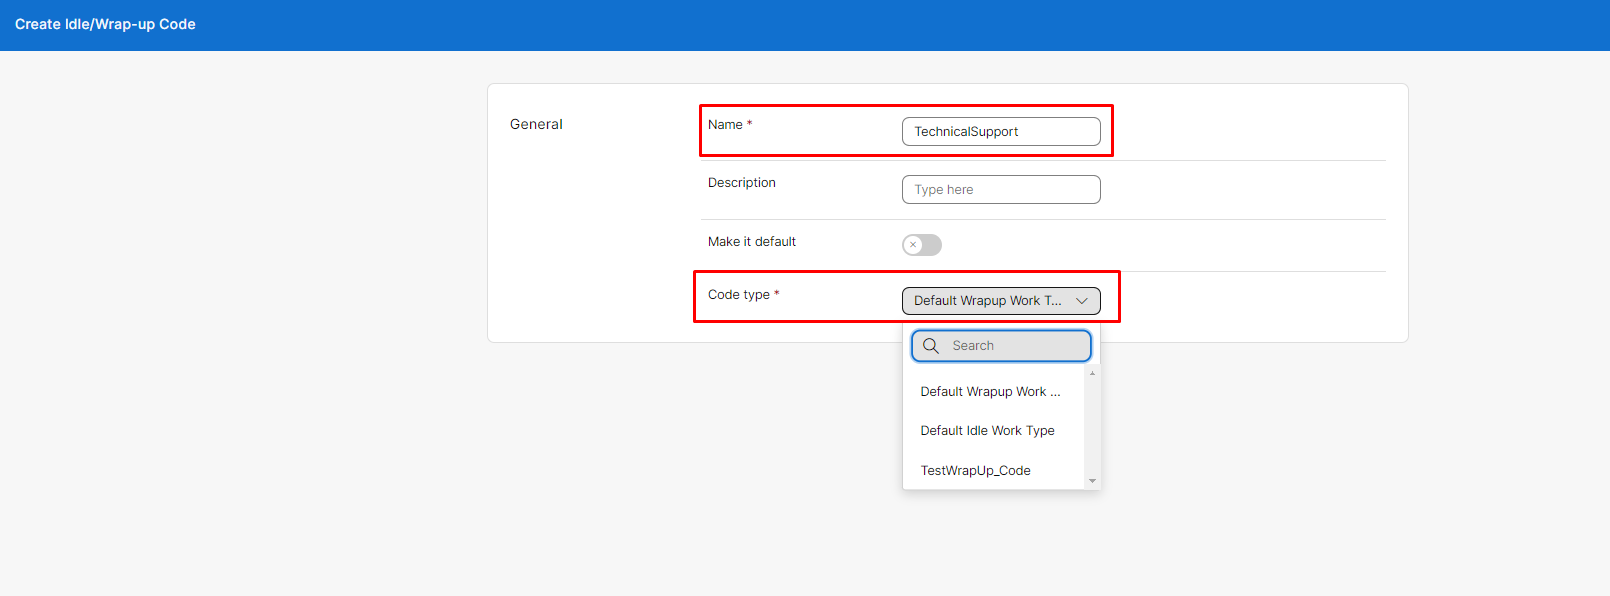 Create Idle/Wrap-up Code
General
Name *
TechnicalSupport
Description
Type here
Make it default
Code type *
Default Wrapup Work T...
Search
Default Wrapup Work ...
Default Idle Work Type
TestWrapUp_Code